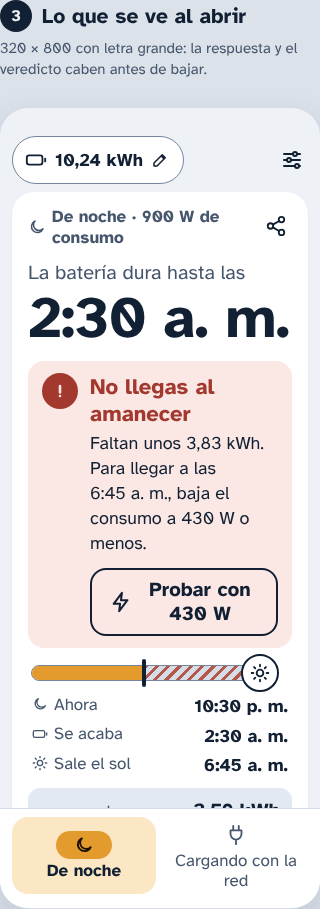 3 Lo que se ve al abrir
320 × 800 con letra grande: la respuesta y el
veredicto caben antes de bajar.
10,24 kWh
De noche · 900 W de
consumo
La batería dura hasta las
2:30 a. m.
!
No llegas al
amanecer
Faltan unos 3,83 kWh.
Para llegar a las
6:45 a. m., baja el
consumo a 430 W o
menos.
Probar con
430 W
Ahora 10:30 p. m.
Se acaba 2:30 a. m.
Sale el sol 6:45 a. m.
De noche
Cargando con la
red